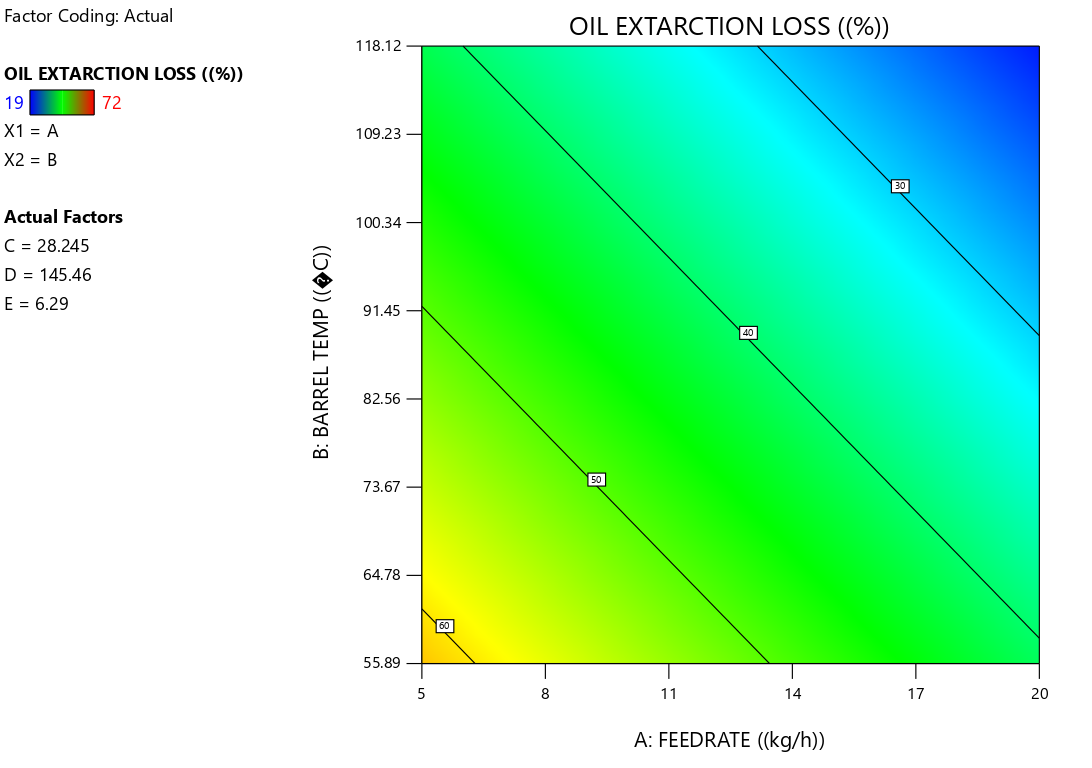 Factor Coding: Actual
OIL EXTARCTION LOSS ((%))
19 72
X1 = A
X2 = B
Actual Factors
C = 28.245
D = 145.46
E = 6.29
OIL EXTARCTION LOSS ((%))
B: BARREL TEMP ((�C))
118.12
109.23
100.34
91.45
82.56
73.67
64.78
55.89
30
40
50
60
5 8 11 14 17 20
A: FEEDRATE ((kg/h))